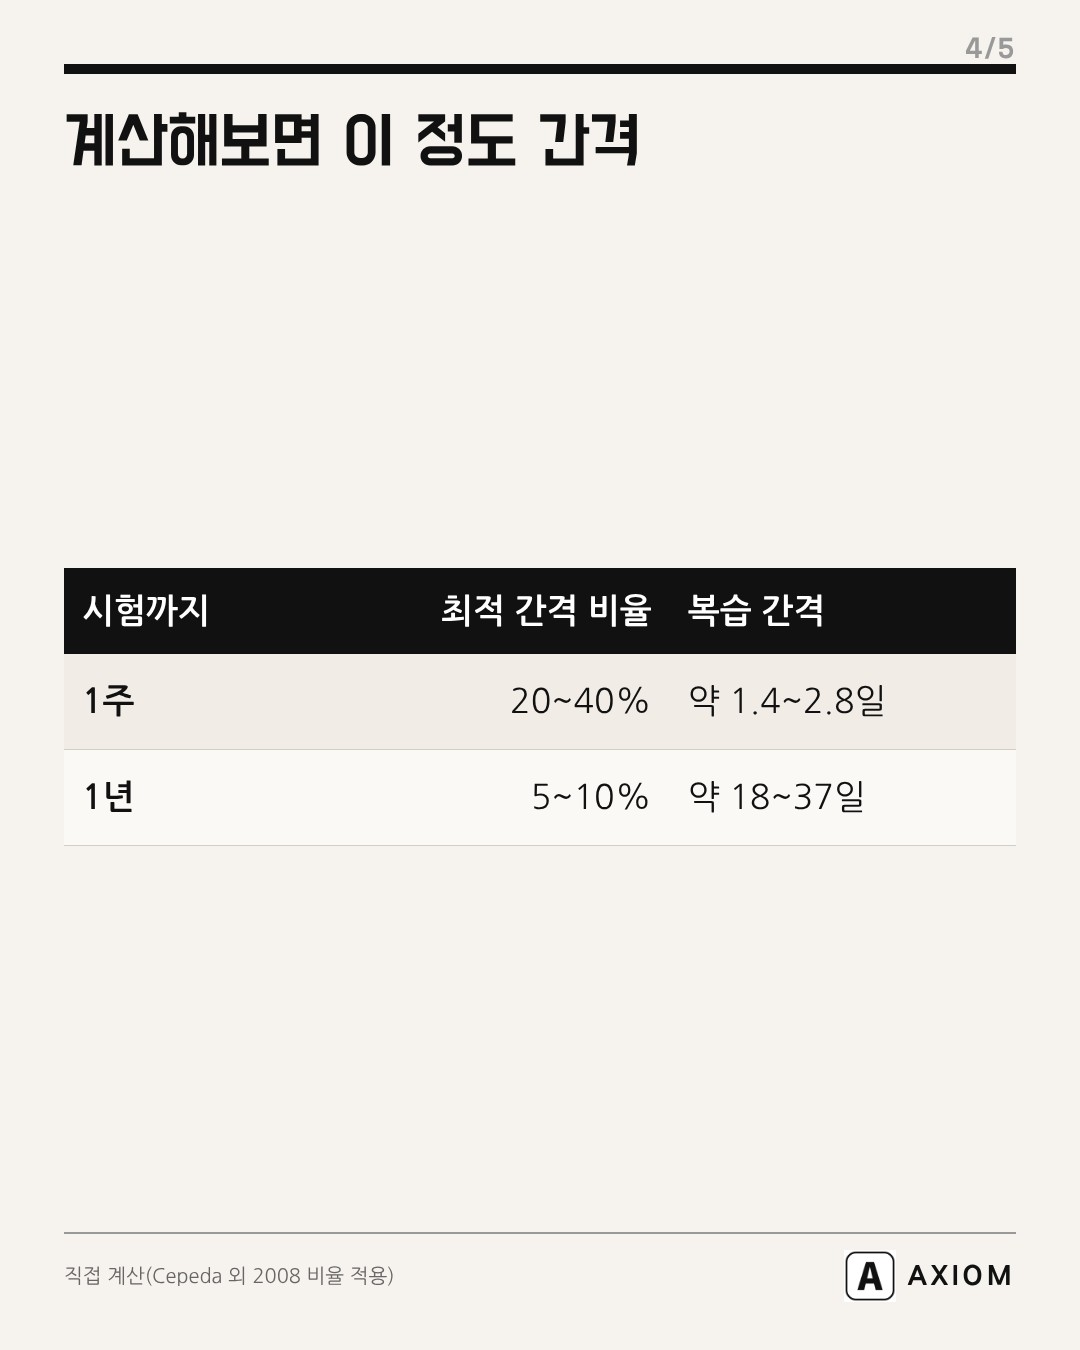 4/5
계산해보면 이 정도 간격
시험까지 최적 간격 비율 복습 간격
1주 20~40% 약 1.4~2.8일
1년 5~10% 약 18~37일
직접 계산(Cepeda 외 2008 비율 적용)
A AXIOM